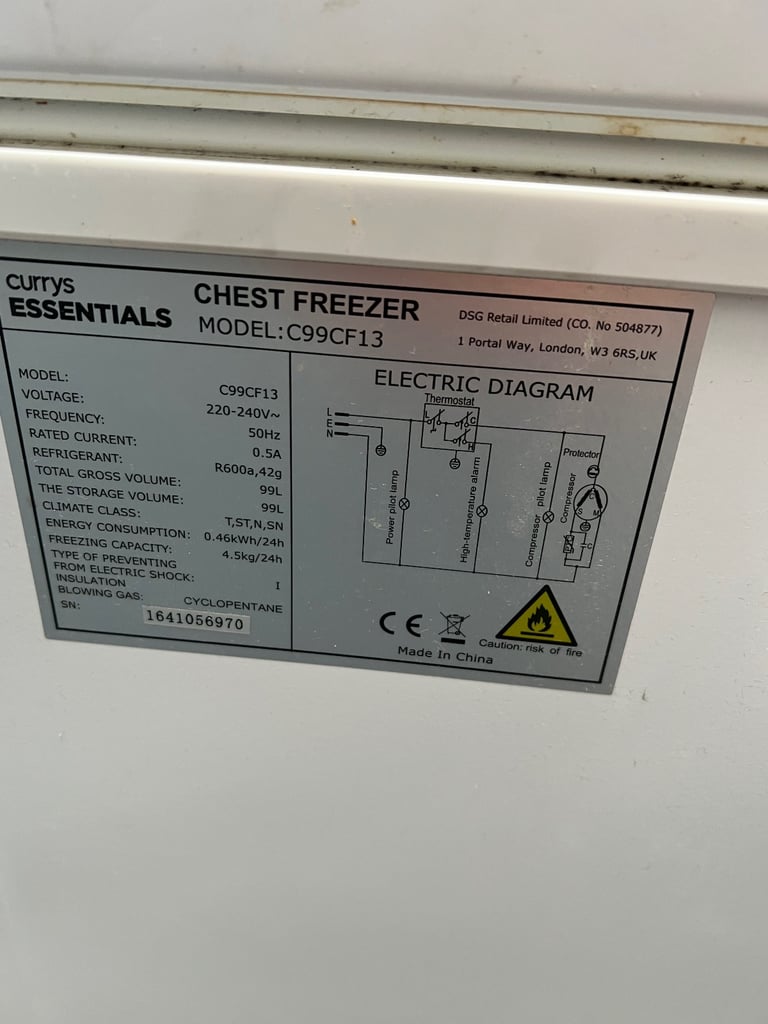 currys
ESSENTIALS
CHEST FREEZER
MODEL:C99CF13
DSG Retail Limited (CO. No 504877)
1 Portal Way, London, W3 6RS,UK
MODEL: C99CF13
VOLTAGE: 220-240V~
FREQUENCY: 50Hz
RATED CURRENT: 0.5A
REFRIGERANT: R600a,42g
TOTAL GROSS VOLUME: 99L
THE STORAGE VOLUME: 99L
CLIMATE CLASS: T,ST,N,SN
ENERGY CONSUMPTION: 0.46kWh/24h
FREEZING CAPACITY: 4.5kg/24h
TYPE OF PREVENTING
FROM ELECTRIC SHOCK: I
INSULATION
BLOWING GAS: CYCLOPENTANE
SN: 1641056970
ELECTRIC DIAGRAM
Thermostat
L
E
N
L
C
H
Power pilot lamp
High-temperature alarm
Compressor pilot lamp
Protector
Compressor
C
S M
C
CE
Caution: risk of fire
Made In China